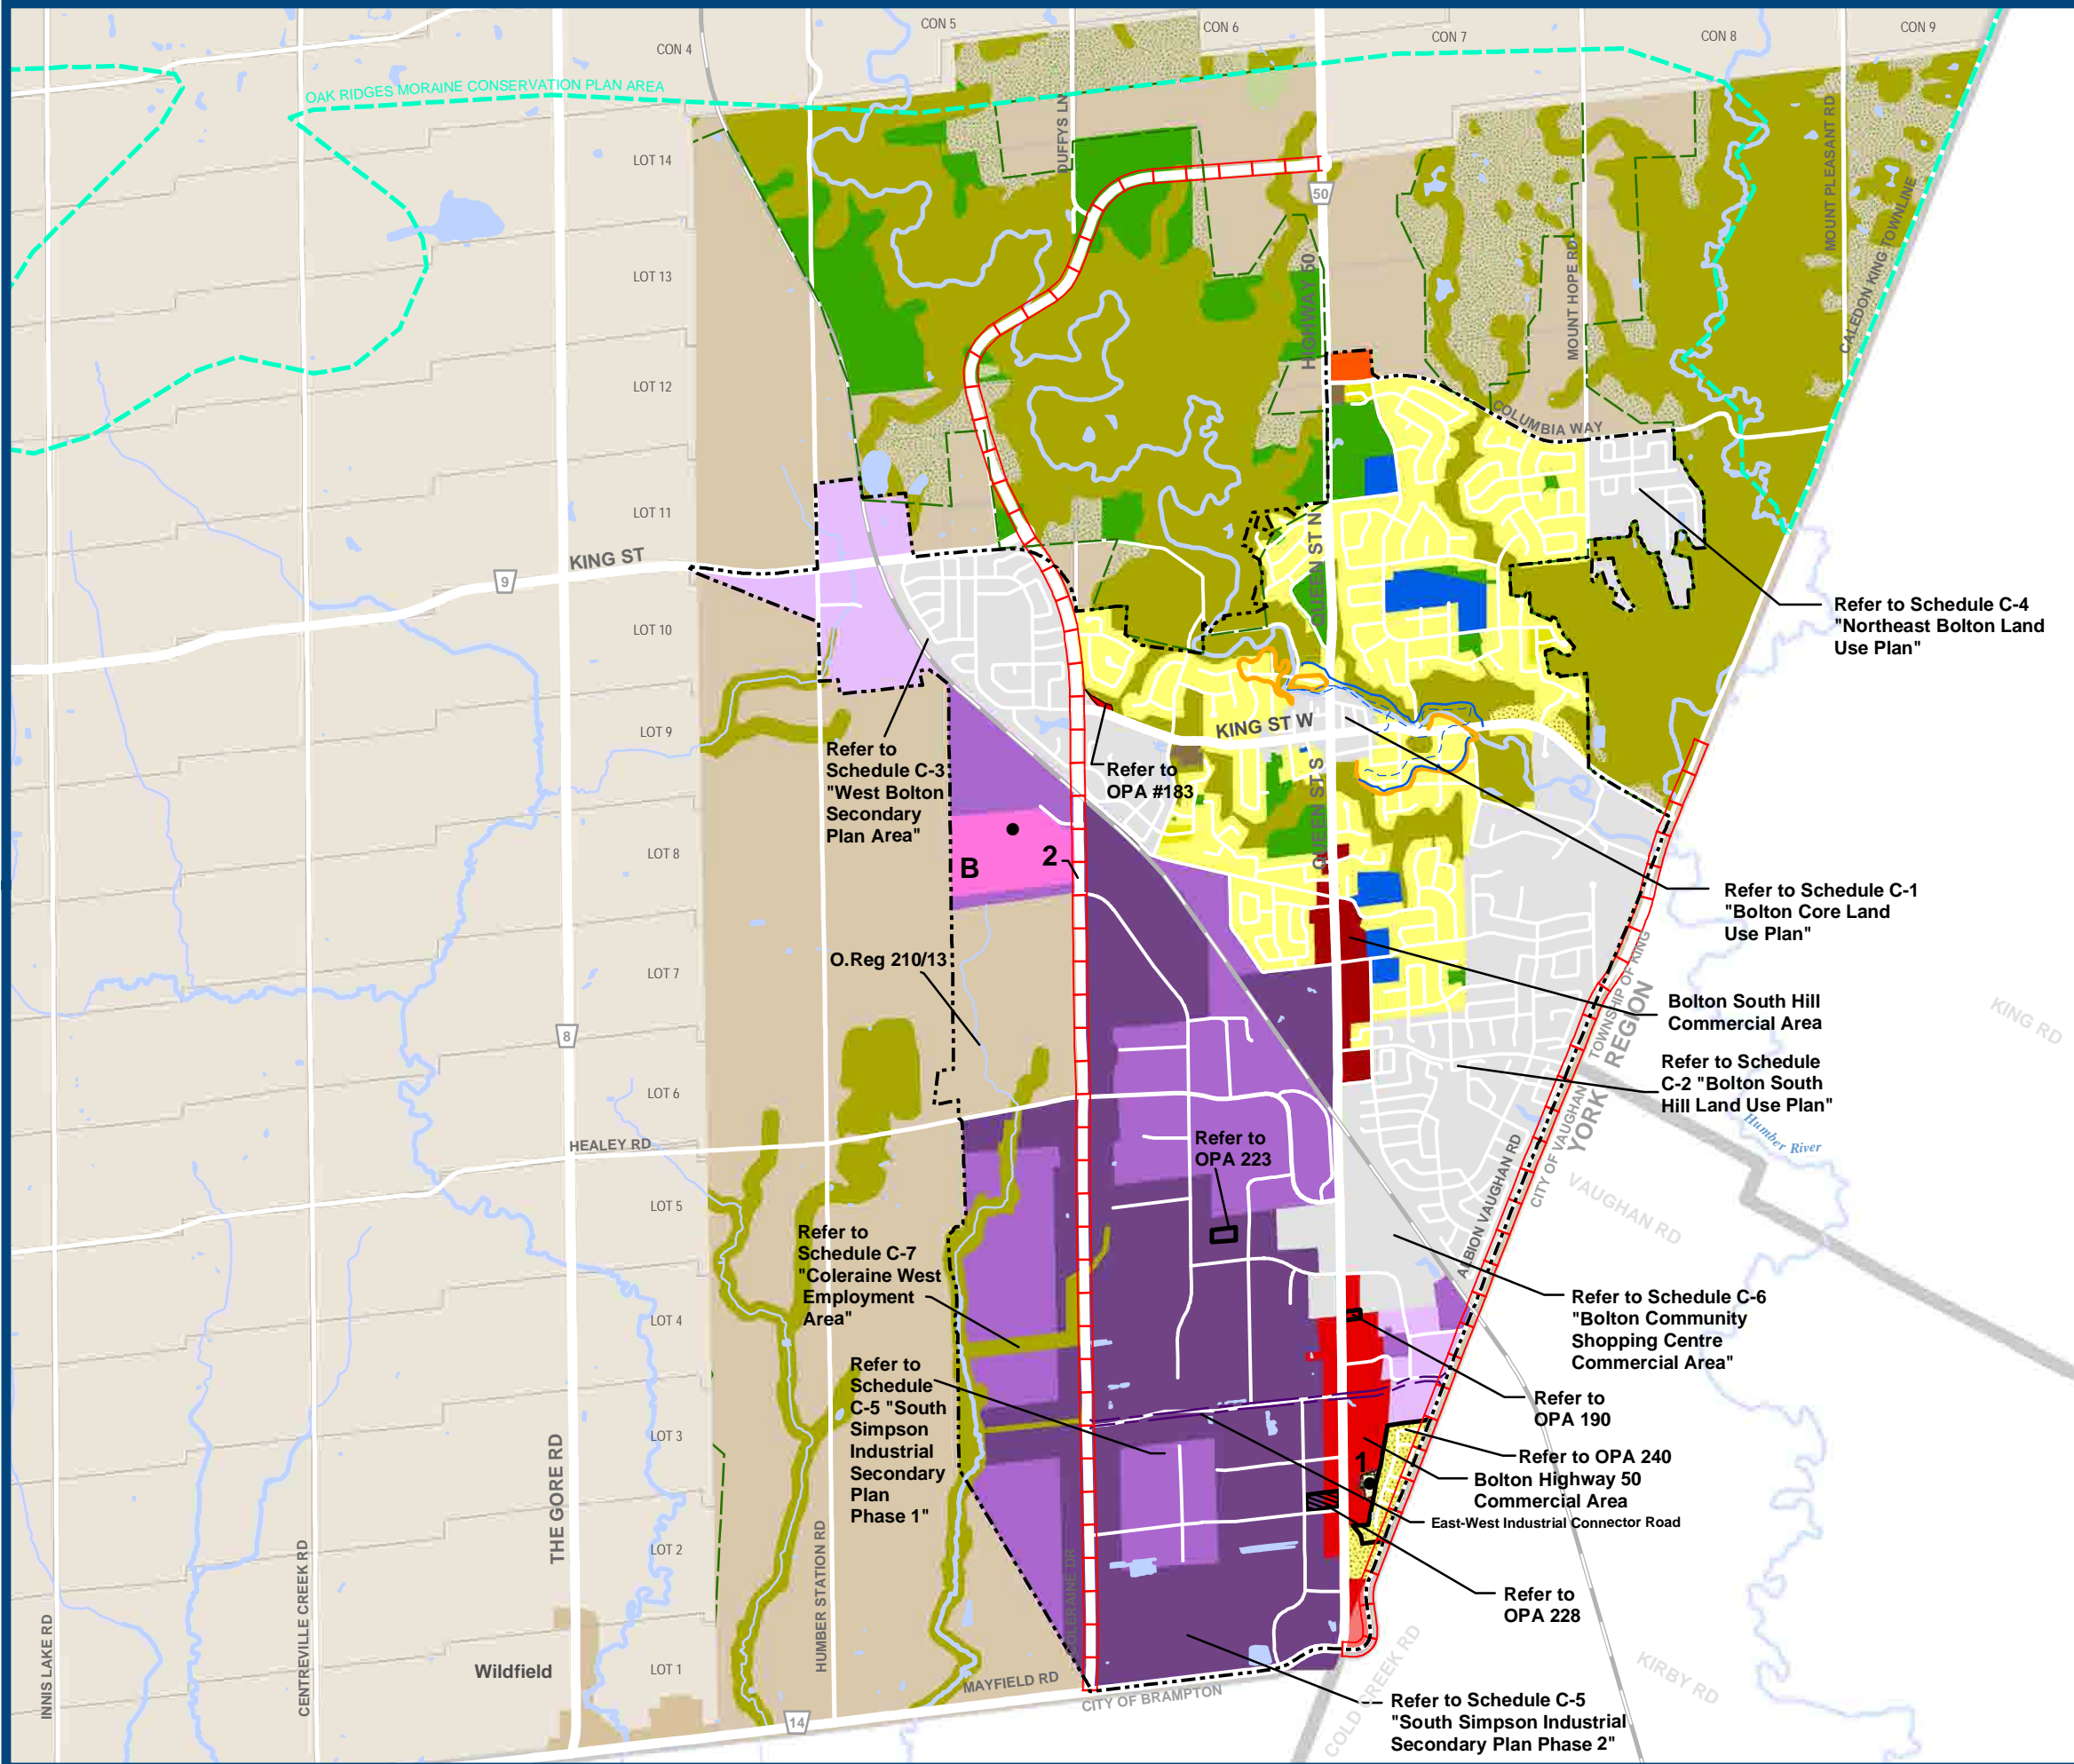 CON 4
CON 5
CON 6
CON 7
CON 8
CON 9
OAK RIDGES MORAINE CONSERVATION PLAN AREA
DUFFYS LN
MOUNT PLEASANT RD
CALEDON KING TOWNLINE
MOUNT HOPE RD
HIGHWAY 50
50
LOT 14
LOT 13
LOT 12
LOT 11
LOT 10
LOT 9
LOT 8
LOT 7
LOT 6
LOT 5
LOT 4
LOT 3
LOT 2
LOT 1
COLUMBIA WAY
KING ST
9
QUEEN ST N
KING ST W
QUEEN ST S
Refer to Schedule C-4
"Northeast Bolton Land
Use Plan"
Refer to
Schedule C-3
"West Bolton
Secondary
Plan Area"
Refer to
OPA #183
B
2
Refer to Schedule C-1
"Bolton Core Land
Use Plan"
O.Reg 210/13
Bolton South Hill
Commercial Area
Refer to Schedule
C-2 "Bolton South
Hill Land Use Plan"
TOWNSHIP OF KING
CITY OF VAUGHAN
YORK REGION
KING RD
VAUGHAN RD
Humber River
ALBION VAUGHAN RD
8
HEALEY RD
Refer to
OPA 223
Refer to
Schedule C-7
"Coleraine West
Employment
Area"
Refer to Schedule C-6
"Bolton Community
Shopping Centre
Commercial Area"
Refer to
Schedule
C-5 "South
Simpson
Industrial
Secondary
Plan
Phase 1"
Refer to
OPA 190
Refer to OPA 240
1
Bolton Highway 50
Commercial Area
East-West Industrial Connector Road
Refer to
OPA 228
THE GORE RD
HUMBER STATION RD
CENTREVILLE CREEK RD
INNIS LAKE RD
COLERAINE DR
Wildfield
MAYFIELD RD
CITY OF BRAMPTON
14
COLD CREEK RD
KIRBY RD
Refer to Schedule C-5
"South Simpson Industrial
Secondary Plan Phase 2"